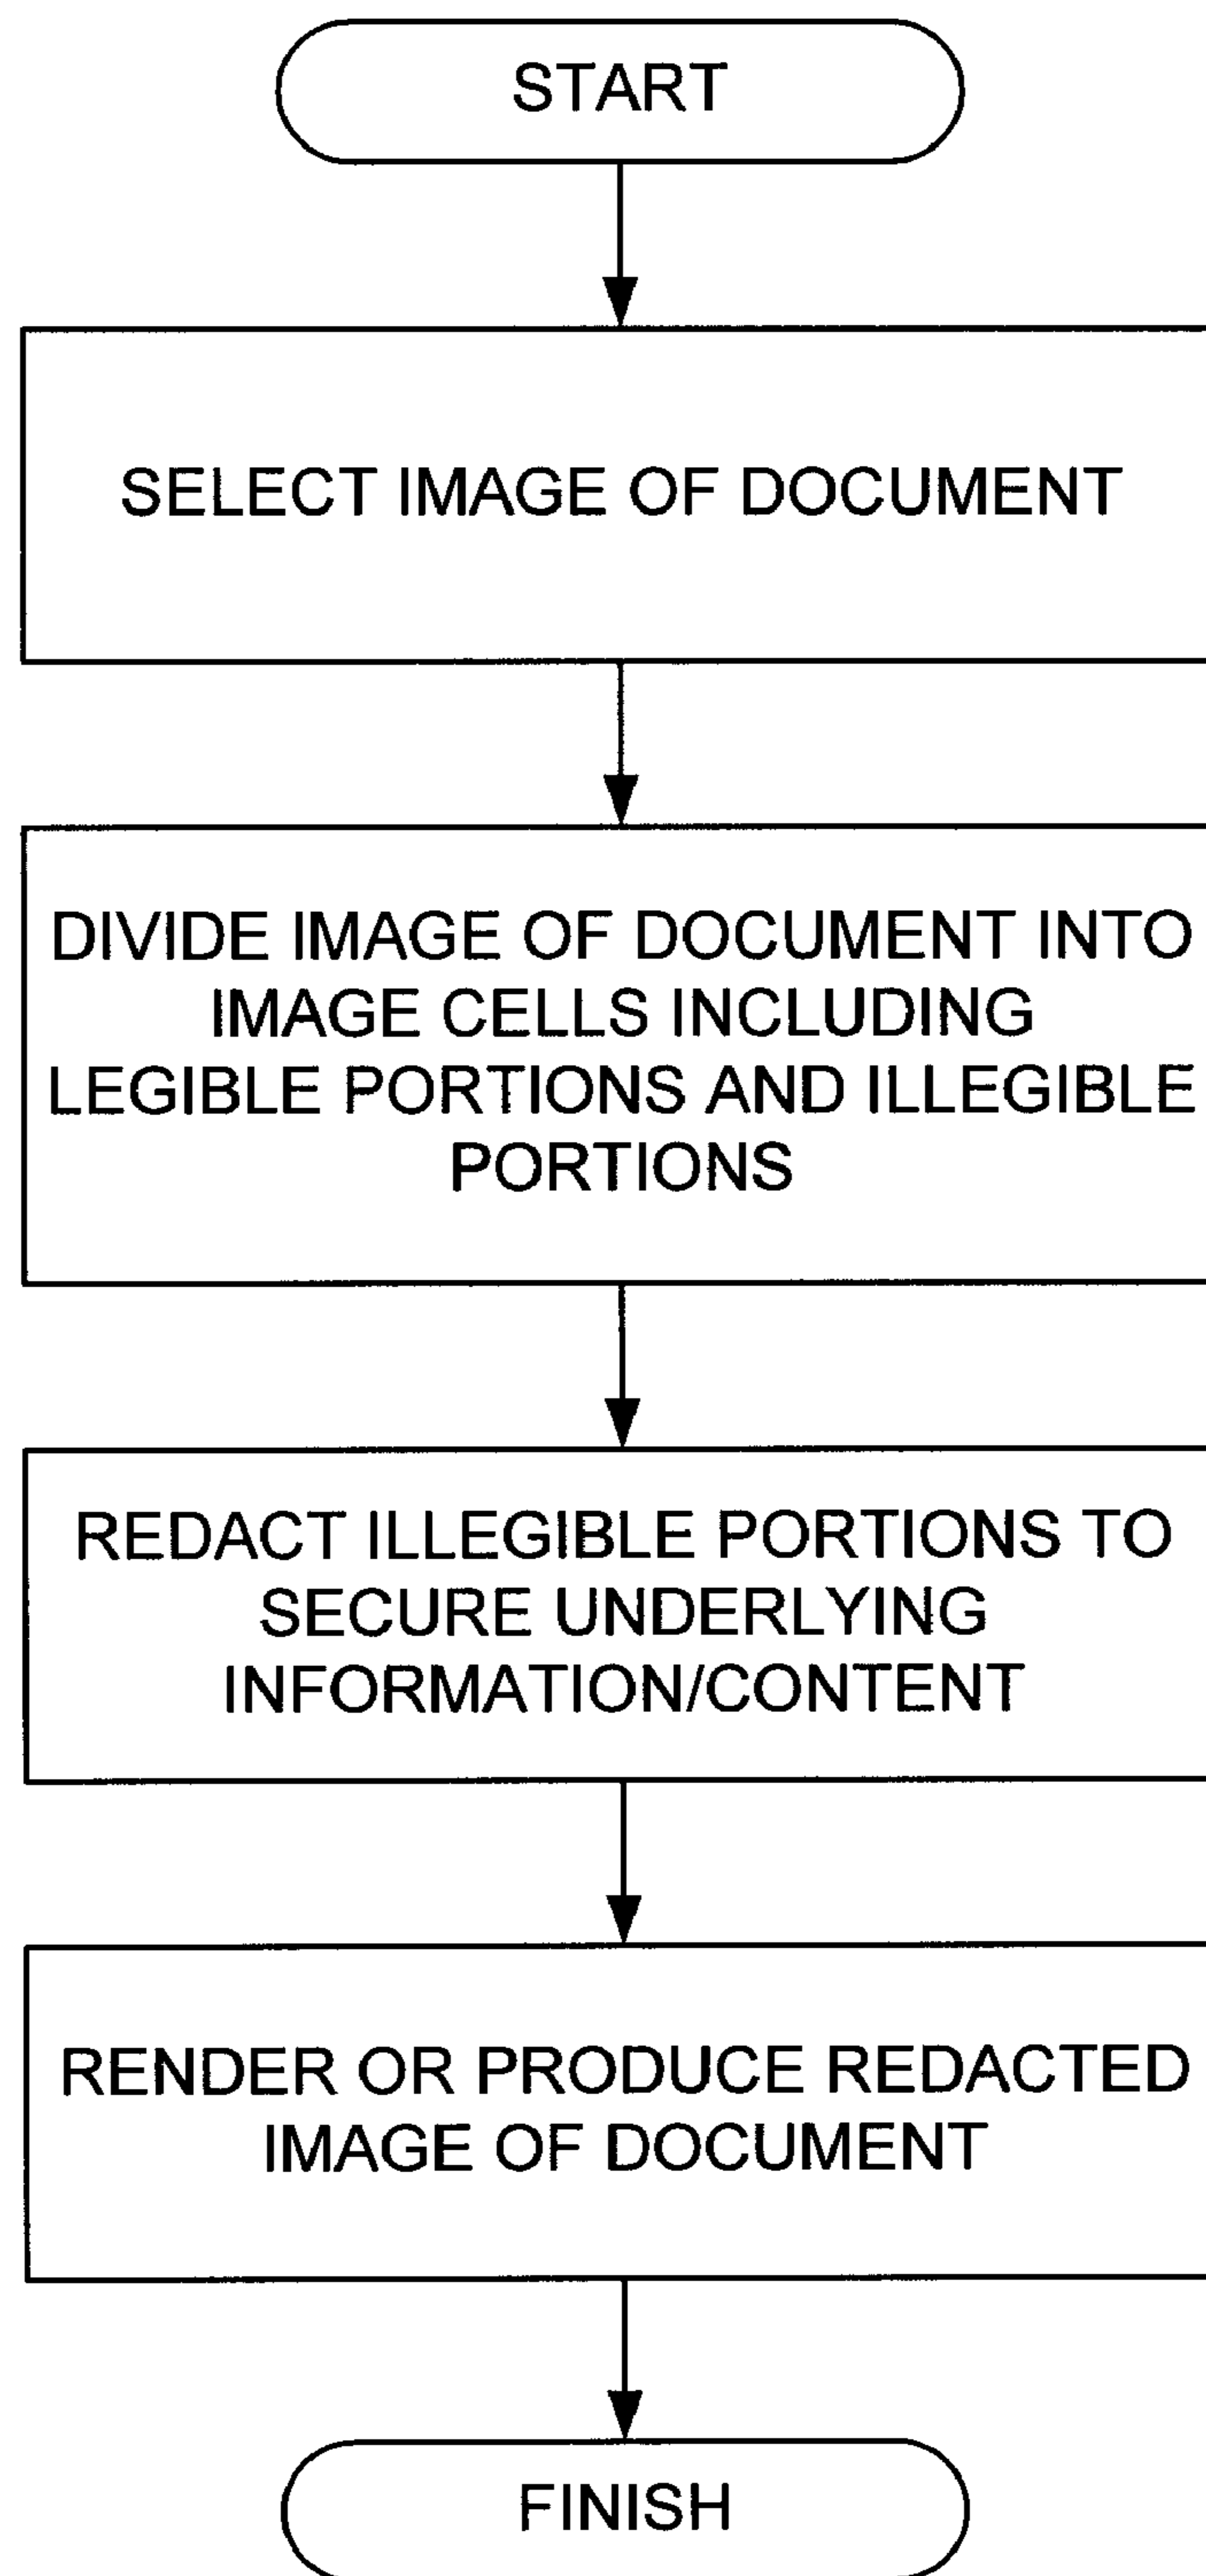 START
SELECT IMAGE OF DOCUMENT
DIVIDE IMAGE OF DOCUMENT INTO
IMAGE CELLS INCLUDING
LEGIBLE PORTIONS AND ILLEGIBLE
PORTIONS
REDACT ILLEGIBLE PORTIONS TO
SECURE UNDERLYING
INFORMATION/CONTENT
RENDER OR PRODUCE REDACTED
IMAGE OF DOCUMENT
FINISH